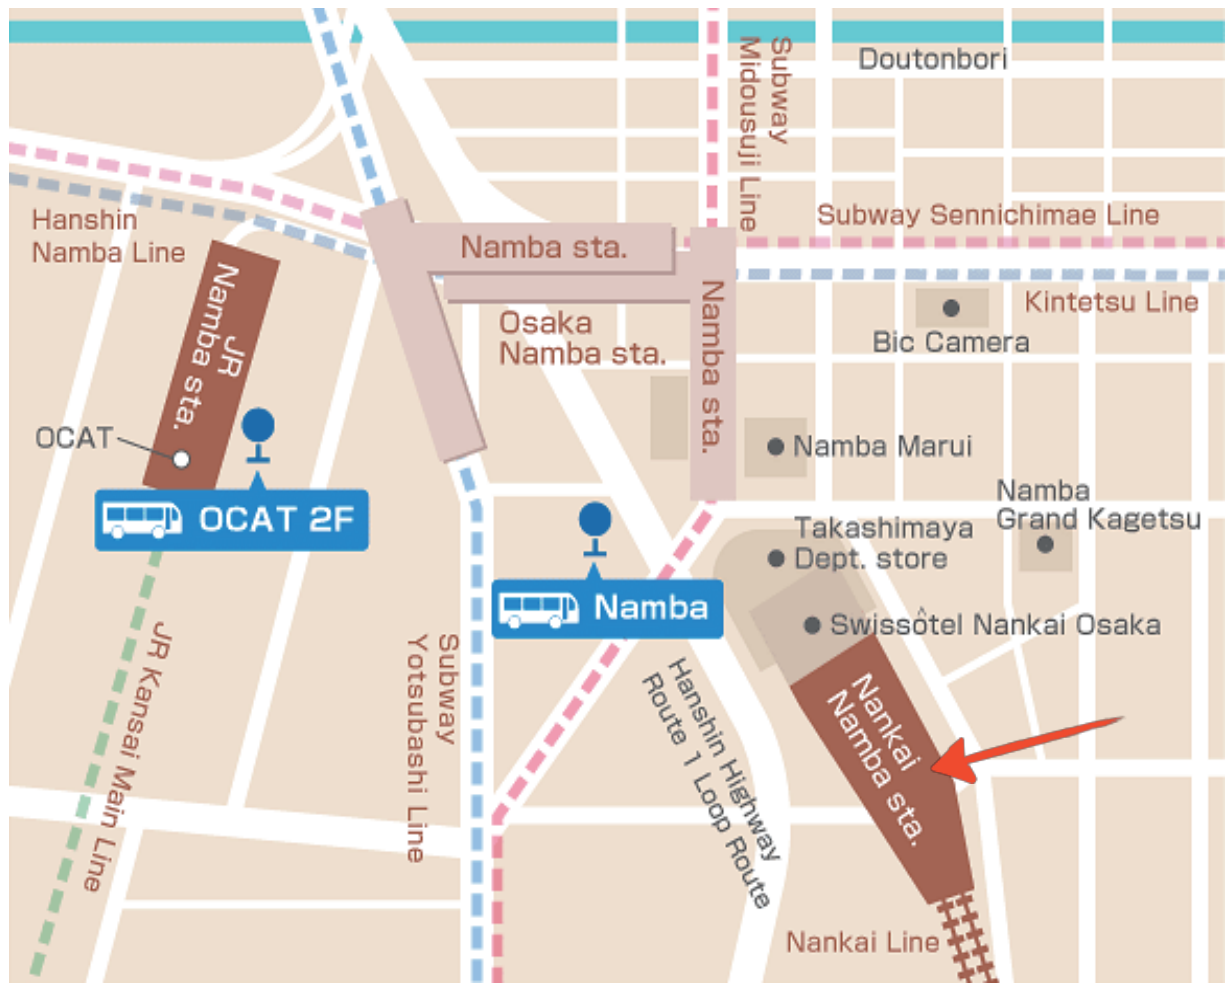 Doutonbori
Subway
Midousuji Line
Hanshin
Namba Line
Subway Sennichimae Line
Namba sta.
JR
Namba sta.
Osaka
Namba sta.
Namba sta.
Kintetsu Line
Bic Camera
OCAT
Namba Marui
OCAT 2F
Namba
Grand Kagetsu
Takashimaya
Dept. store
Namba
Swissôtel Nankai Osaka
JR Kansai Main Line
Subway
Yotsubashi Line
Hanshin Highway
Route 1 Loop Route
Nankai
Namba sta.
Nankai Line